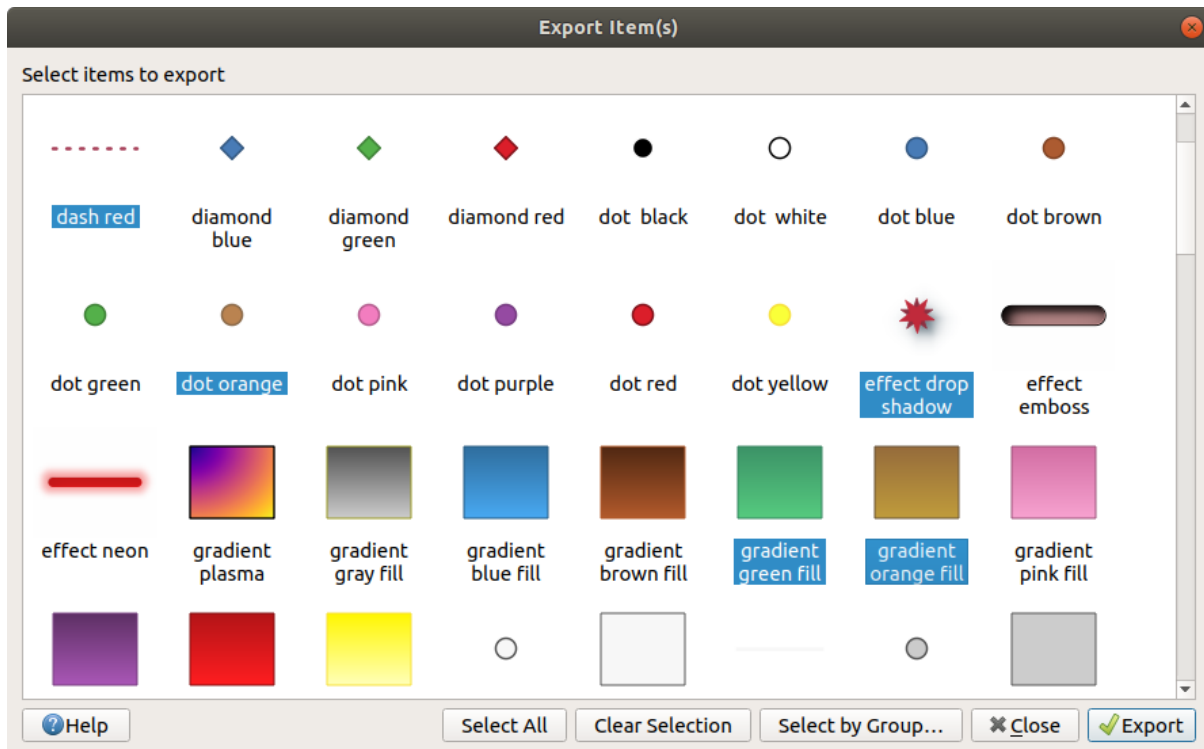 Export Item(s)
Select items to export
dash red
diamond blue
diamond green
diamond red
dot  black
dot  white
dot blue
dot brown
dot green
dot orange
dot pink
dot purple
dot red
dot yellow
effect drop shadow
effect emboss
effect neon
gradient plasma
gradient gray fill
gradient blue fill
gradient brown fill
gradient green fill
gradient orange fill
gradient pink fill
Help
Select All
Clear Selection
Select by Group...
Close
Export